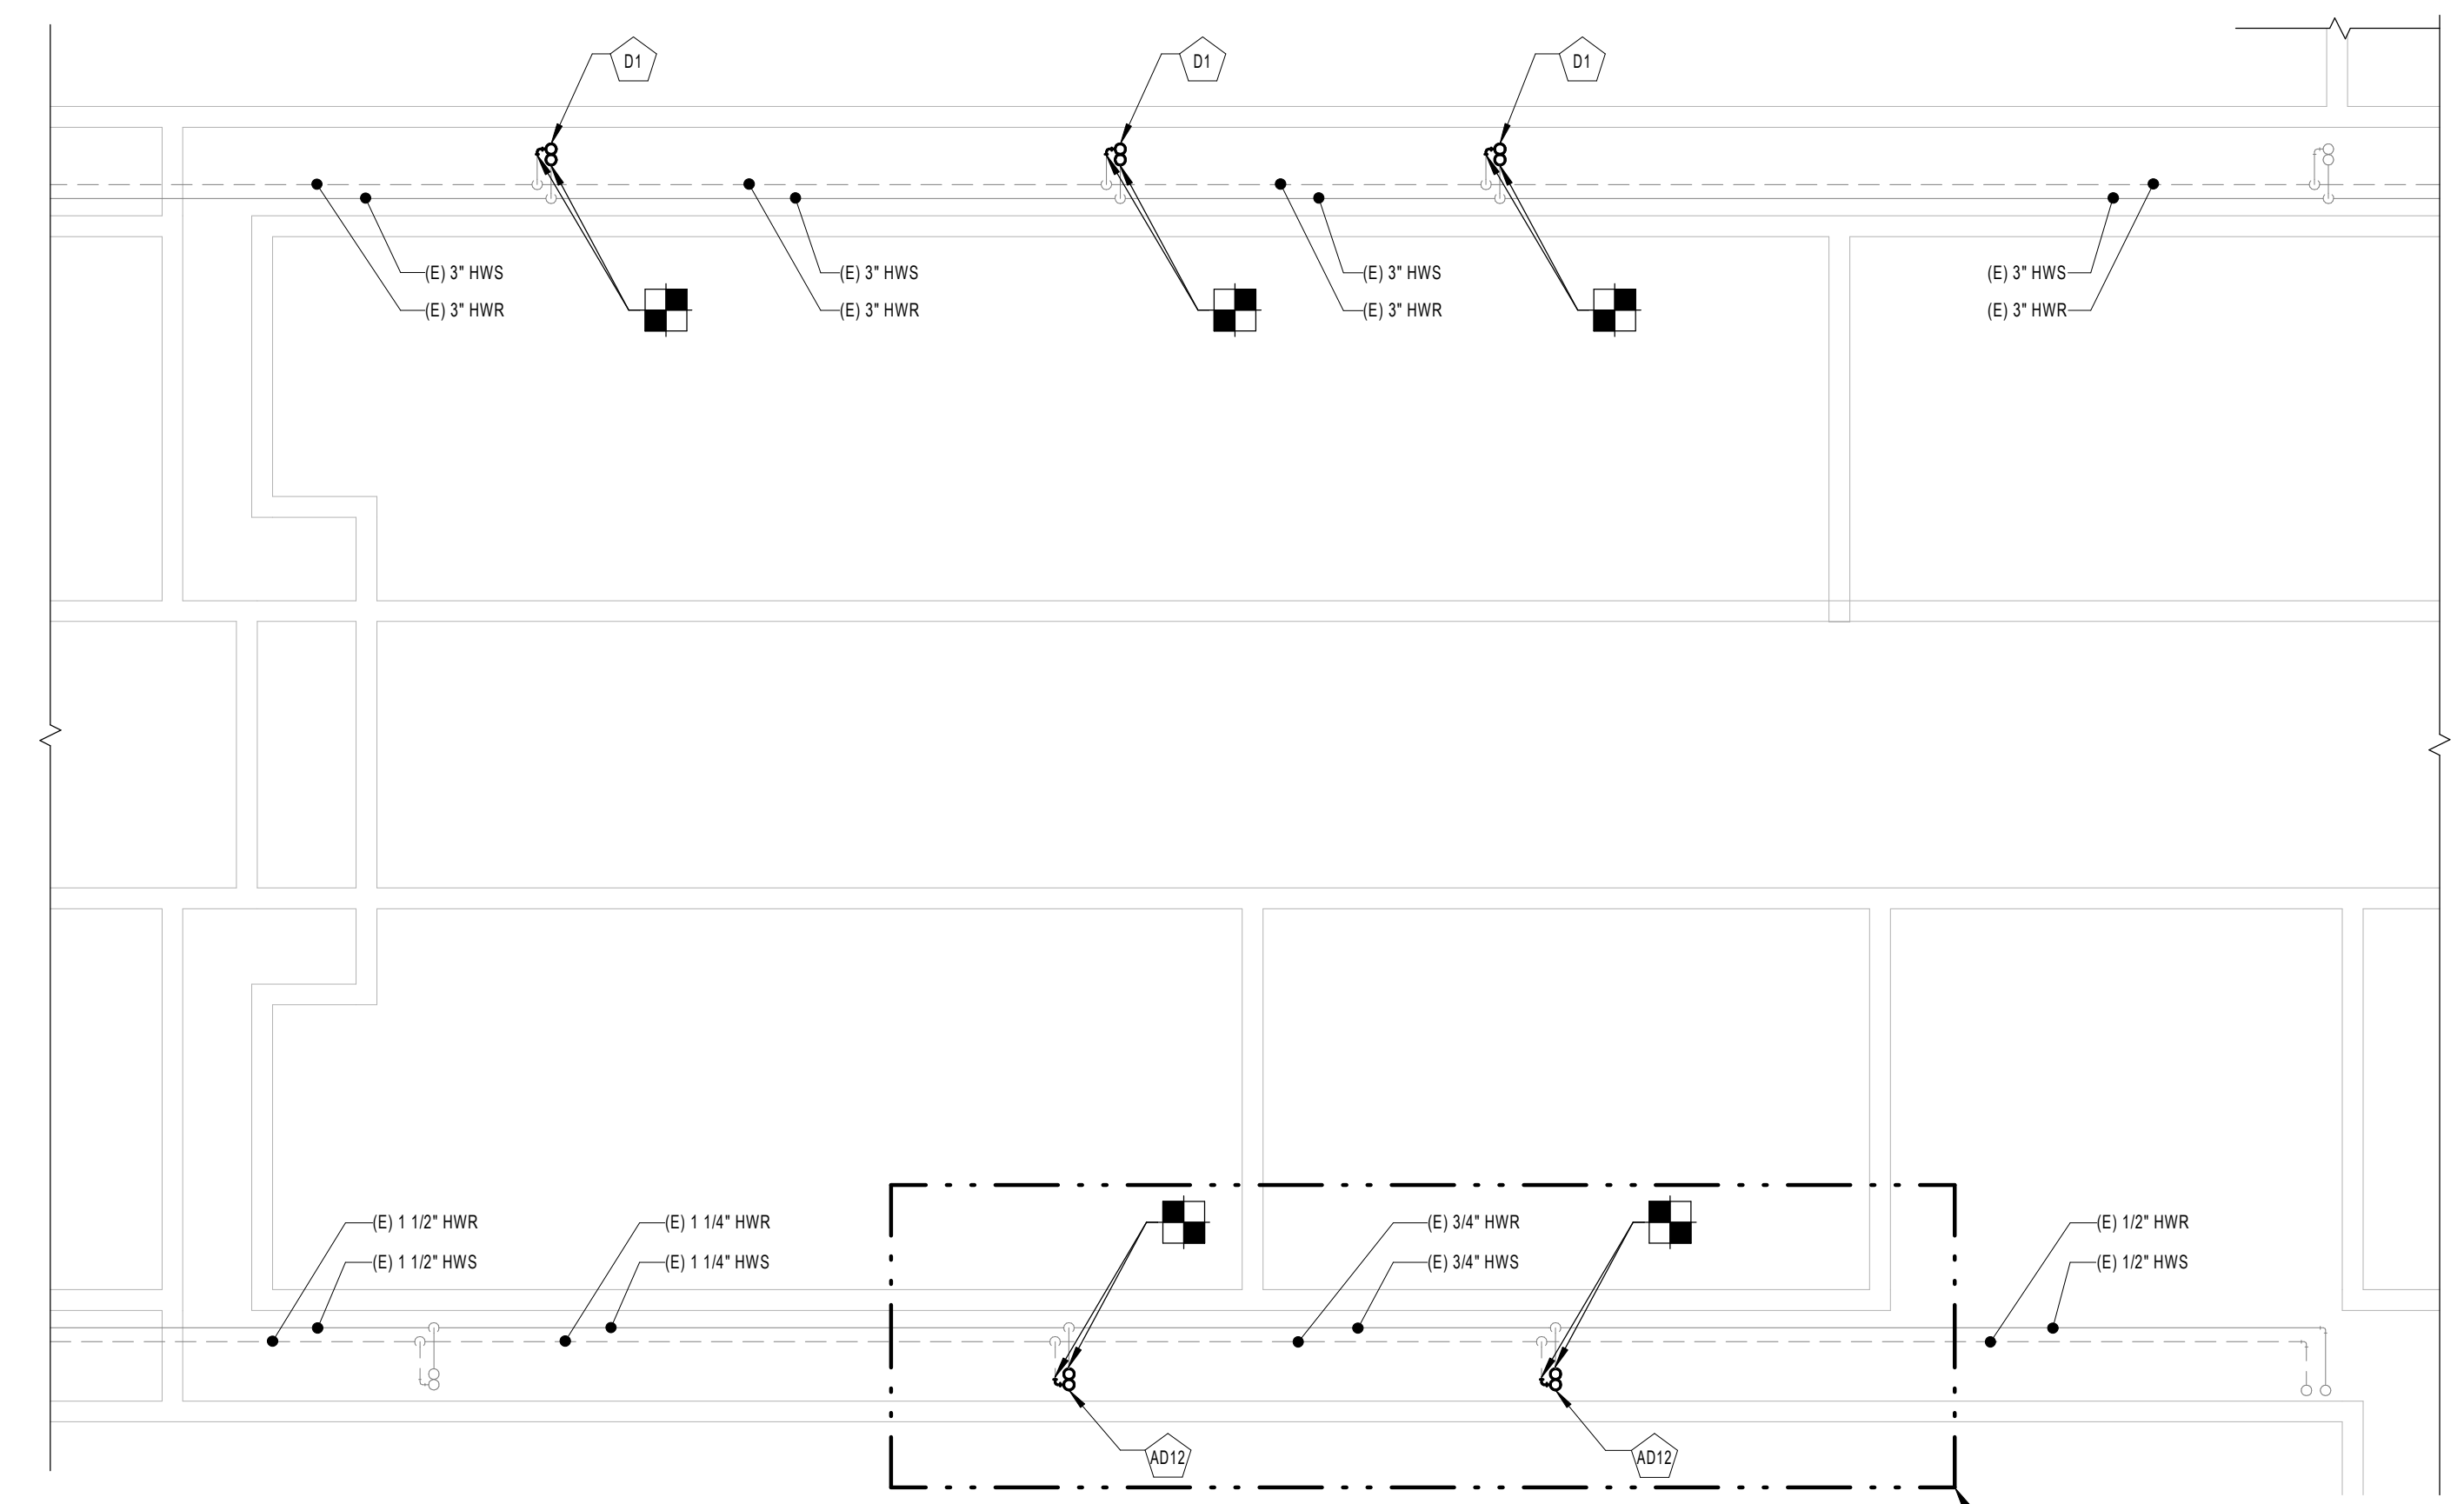 D1
D1
D1
(E) 3" HWS
(E) 3" HWS
(E) 3" HWS
(E) 3" HWS
(E) 3" HWR
(E) 3" HWR
(E) 3" HWR
(E) 3" HWR
(E) 1 1/2" HWR
(E) 1 1/4" HWR
(E) 3/4" HWR
(E) 1/2" HWR
(E) 1 1/2" HWS
(E) 1 1/4" HWS
(E) 3/4" HWS
(E) 1/2" HWS
AD12
AD12